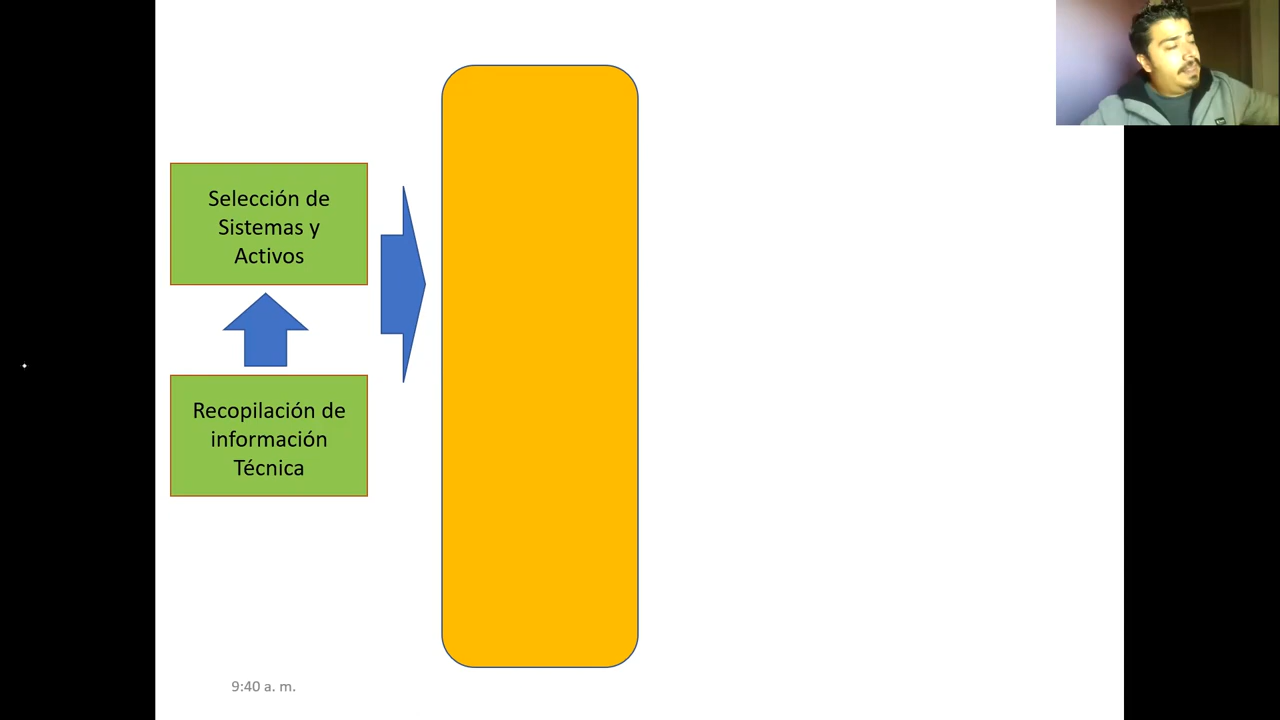 Selección de
Sistemas y
Activos
Recopilación de
información
Técnica
9:40 a. m.